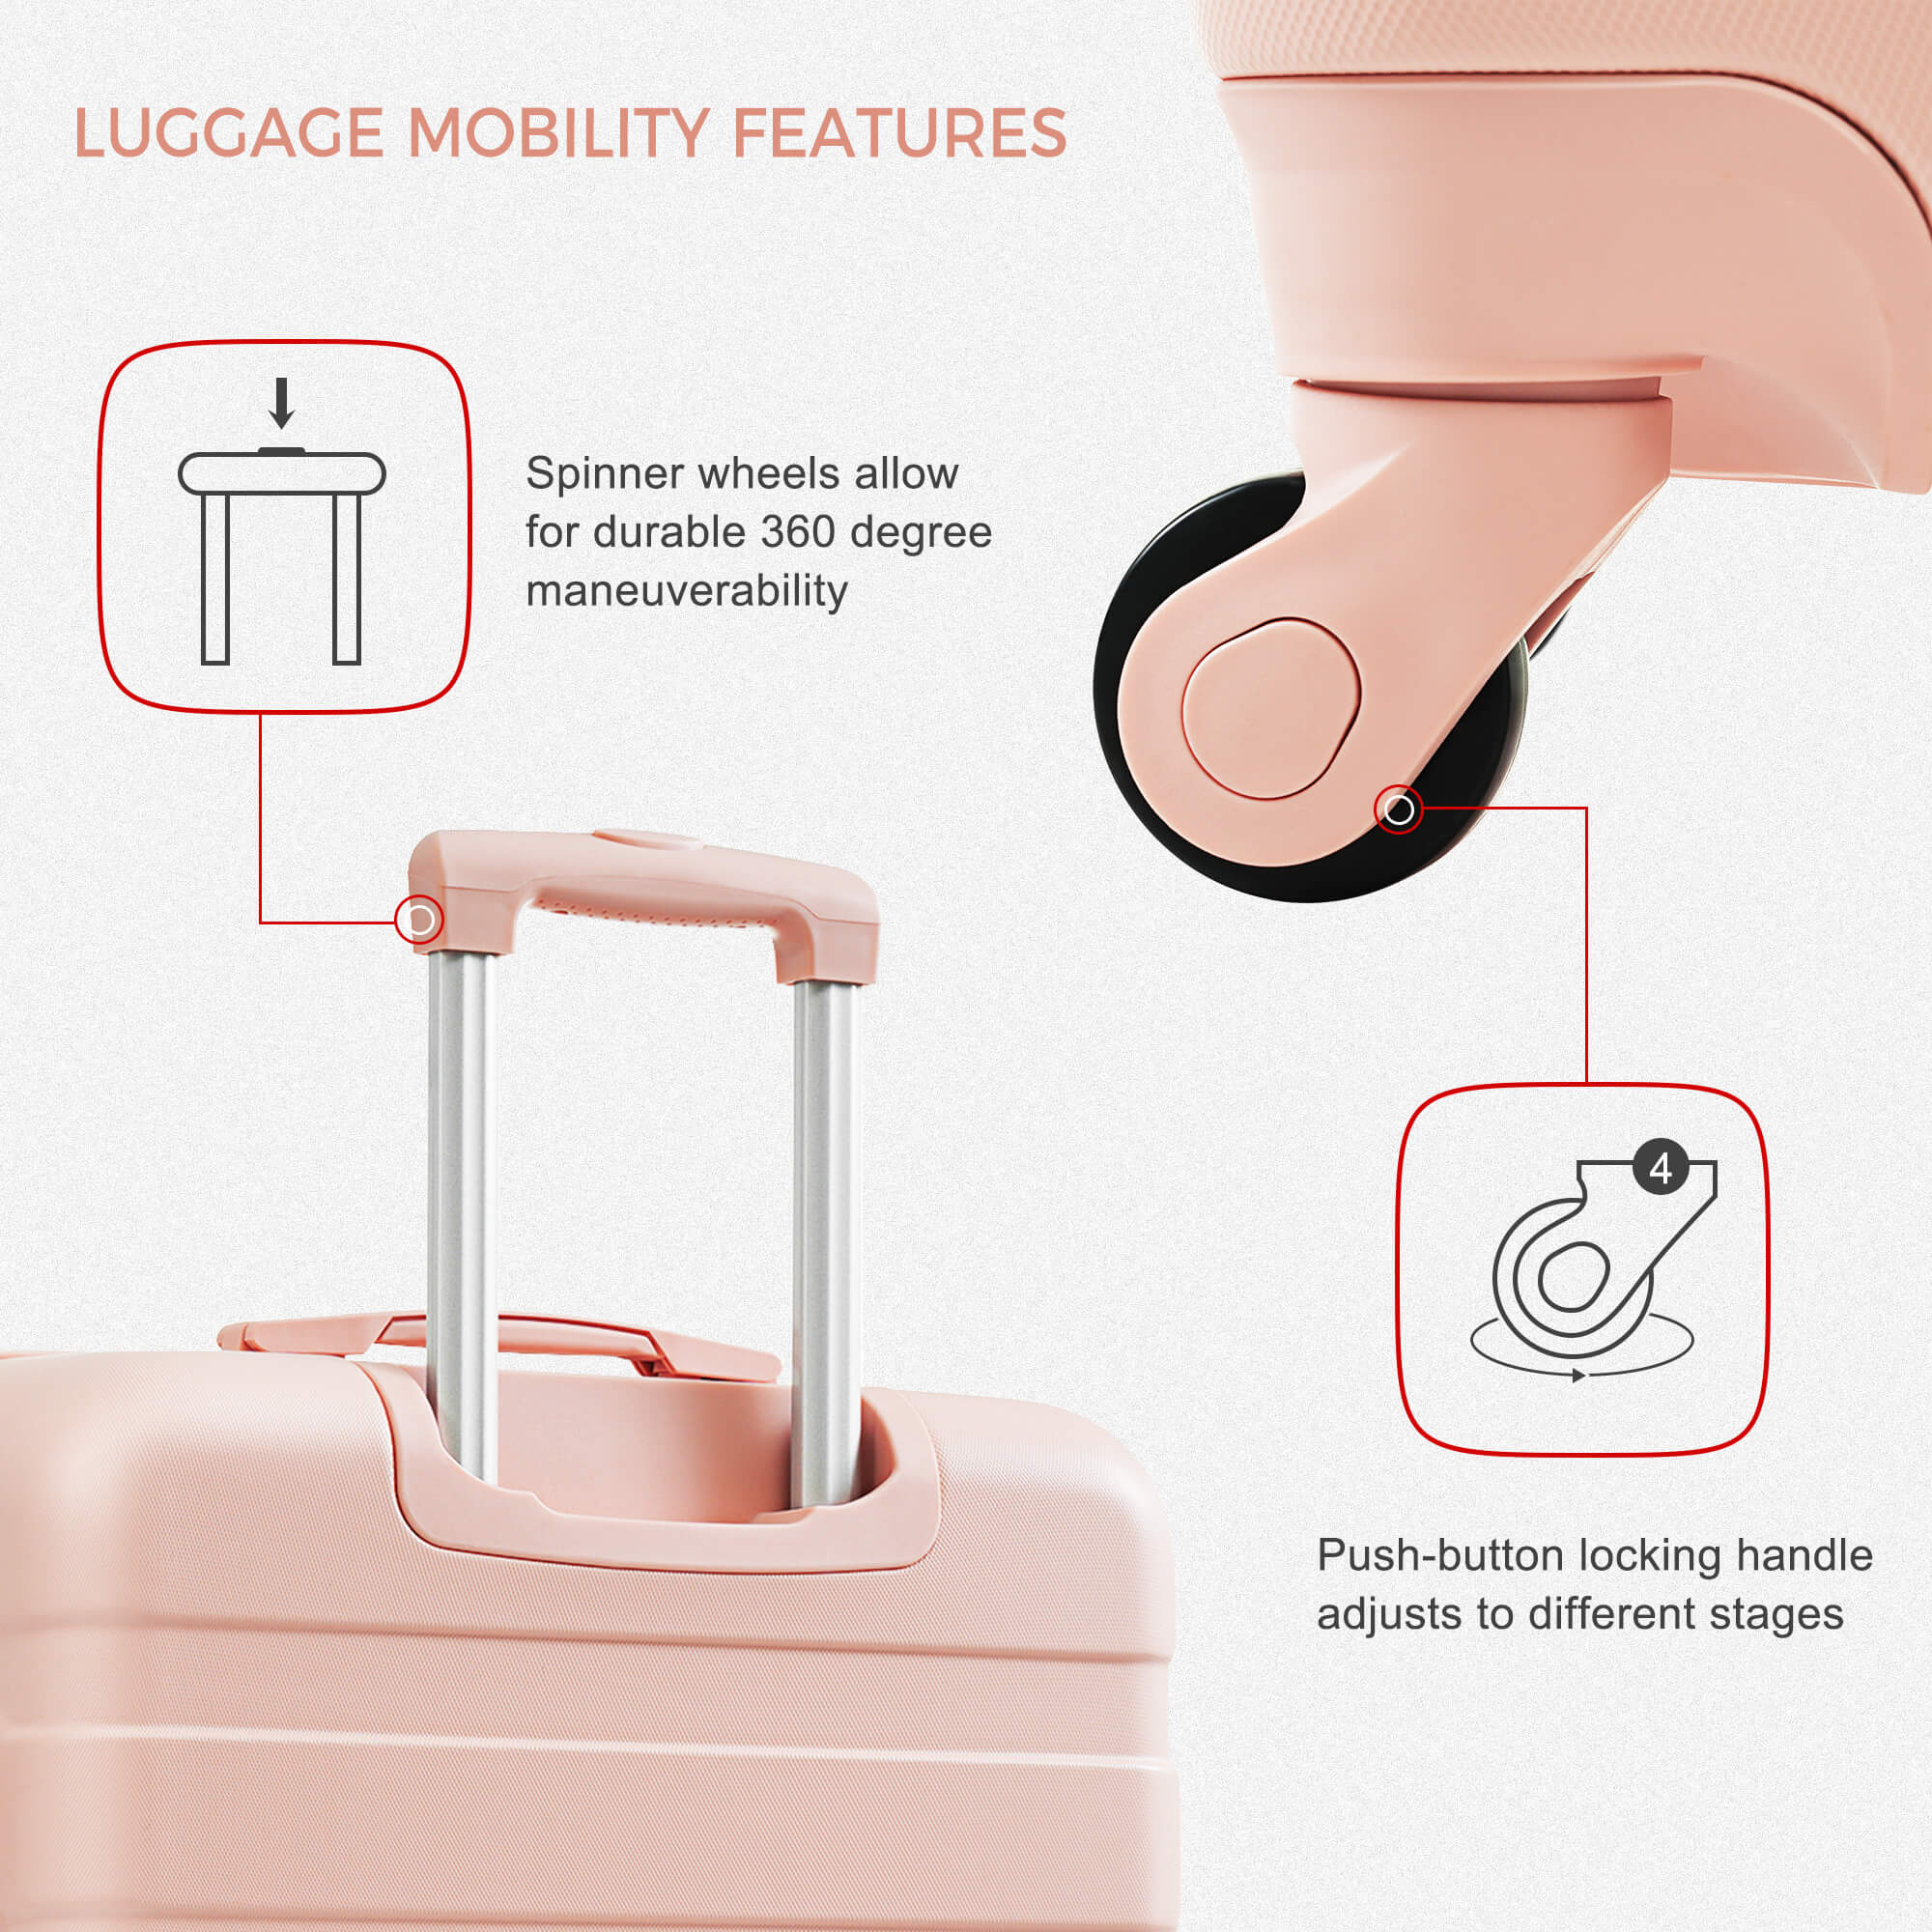 LUGGAGE MOBILITY FEATURES
Spinner wheels allow
for durable 360 degree
maneuverability
4
Push-button locking handle
adjusts to different stages